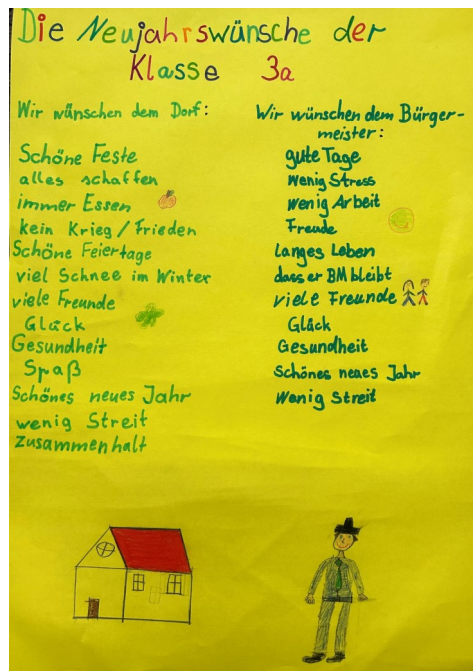 Die Neujahrswünsche der
Klasse 3a
Wir wünschen dem Dorf:
Schöne Feste
alles schaffen
immer Essen
kein Krieg / Frieden
Schöne Feiertage
viel Schnee im Winter
viele Freunde
Glück
Gesundheit
Spaß
Schönes neues Jahr
wenig Streit
zusammenhalt
Wir wünschen dem Bürger-
meister:
gute Tage
Wenig Stress
wenig Arbeit
Freude
langes Leben
dass er BM bleibt
viele Freunde
Glück
Gesundheit
Schönes neues Jahr
Wenig Streit